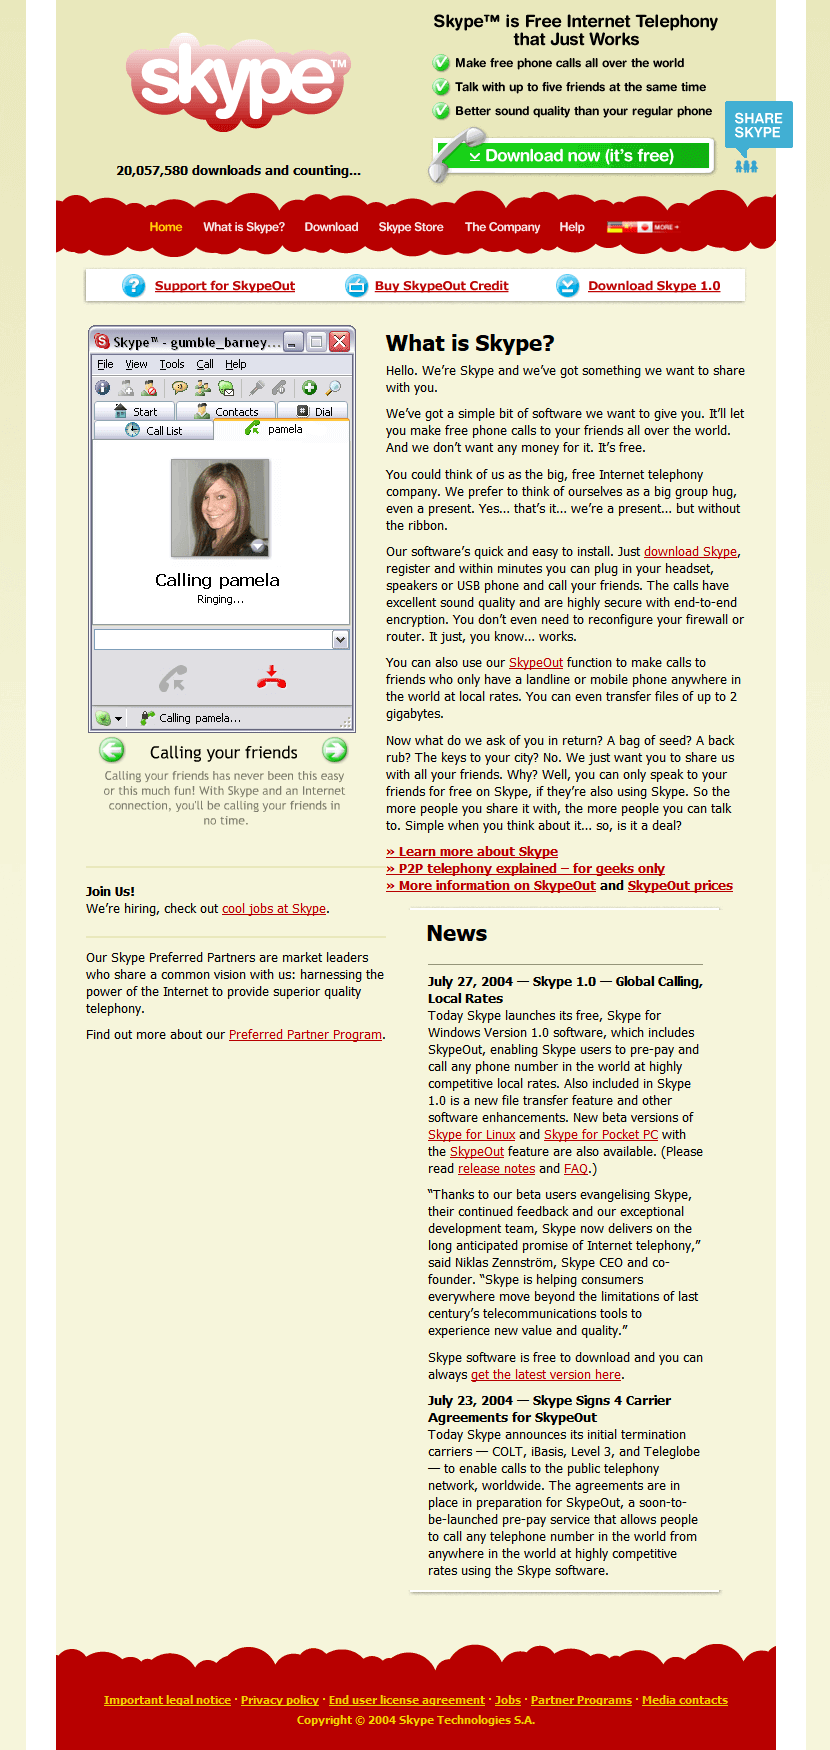 skype™
20,057,580 downloads and counting...
Skype™ is Free Internet Telephony
that Just Works
Make free phone calls all over the world
Talk with up to five friends at the same time
Better sound quality than your regular phone
Download now (it's free)
SHARE
SKYPE
Home What is Skype? Download Skype Store The Company Help MORE
Support for SkypeOut Buy SkypeOut Credit Download Skype 1.0
Skype™ - gumble_barney_...
File View Tools Call Help
Start Contacts Dial
Call List pamela
Calling pamela
Ringing...
Calling pamela...
Calling your friends
Calling your friends has never been this easy
or this much fun! With Skype and an Internet
connection, you'll be calling your friends in
no time.
Join Us!
We're hiring, check out cool jobs at Skype.
Our Skype Preferred Partners are market leaders
who share a common vision with us: harnessing the
power of the Internet to provide superior quality
telephony.
Find out more about our Preferred Partner Program.
What is Skype?
Hello. We're Skype and we've got something we want to share
with you.
We've got a simple bit of software we want to give you. It'll let
you make free phone calls to your friends all over the world.
And we don't want any money for it. It's free.
You could think of us as the big, free Internet telephony
company. We prefer to think of ourselves as a big group hug,
even a present. Yes... that's it... we're a present... but without
the ribbon.
Our software's quick and easy to install. Just download Skype,
register and within minutes you can plug in your headset,
speakers or USB phone and call your friends. The calls have
excellent sound quality and are highly secure with end-to-end
encryption. You don't even need to reconfigure your firewall or
router. It just, you know... works.
You can also use our SkypeOut function to make calls to
friends who only have a landline or mobile phone anywhere in
the world at local rates. You can even transfer files of up to 2
gigabytes.
Now what do we ask of you in return? A bag of seed? A back
rub? The keys to your city? No. We just want you to share us
with all your friends. Why? Well, you can only speak to your
friends for free on Skype, if they're also using Skype. So the
more people you share it with, the more people you can talk
to. Simple when you think about it... so, is it a deal?
» Learn more about Skype
» P2P telephony explained – for geeks only
» More information on SkypeOut and SkypeOut prices
News
July 27, 2004 — Skype 1.0 — Global Calling,
Local Rates
Today Skype launches its free, Skype for
Windows Version 1.0 software, which includes
SkypeOut, enabling Skype users to pre-pay and
call any phone number in the world at highly
competitive local rates. Also included in Skype
1.0 is a new file transfer feature and other
software enhancements. New beta versions of
Skype for Linux and Skype for Pocket PC with
the SkypeOut feature are also available. (Please
read release notes and FAQ.)
“Thanks to our beta users evangelising Skype,
their continued feedback and our exceptional
development team, Skype now delivers on the
long anticipated promise of Internet telephony,”
said Niklas Zennström, Skype CEO and co-
founder. “Skype is helping consumers
everywhere move beyond the limitations of last
century's telecommunications tools to
experience new value and quality.”
Skype software is free to download and you can
always get the latest version here.
July 23, 2004 — Skype Signs 4 Carrier
Agreements for SkypeOut
Today Skype announces its initial termination
carriers — COLT, iBasis, Level 3, and Teleglobe
— to enable calls to the public telephony
network, worldwide. The agreements are in
place in preparation for SkypeOut, a soon-to-
be-launched pre-pay service that allows people
to call any telephone number in the world from
anywhere in the world at highly competitive
rates using the Skype software.
Important legal notice · Privacy policy · End user license agreement · Jobs · Partner Programs · Media contacts
Copyright © 2004 Skype Technologies S.A.